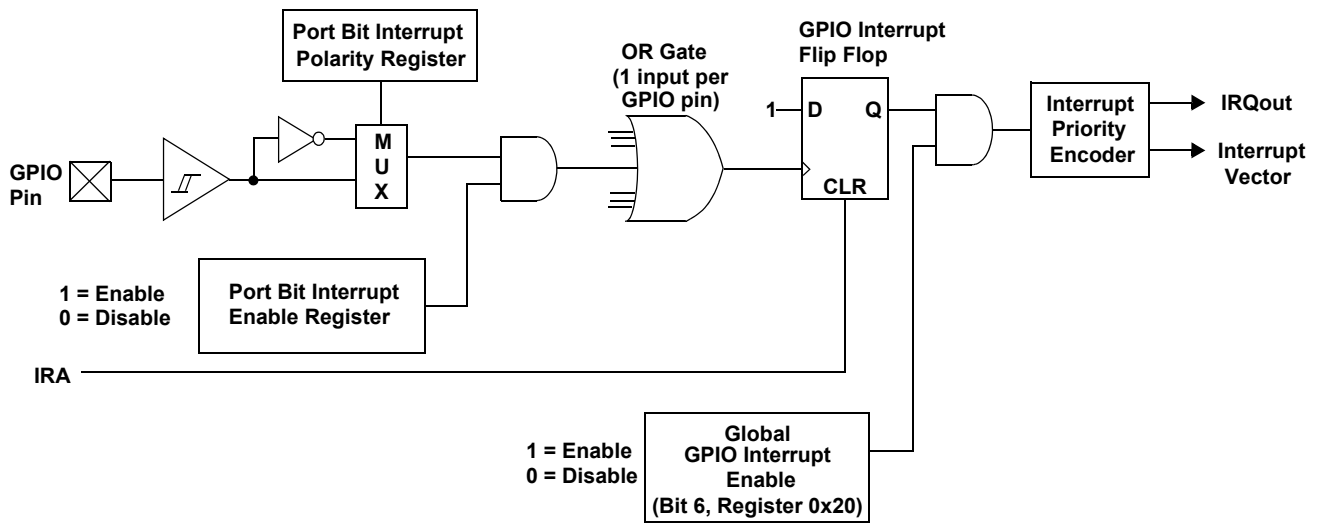 Port Bit Interrupt
Polarity Register
OR Gate
(1 input per
GPIO pin)
GPIO Interrupt
Flip Flop
GPIO
Pin
M
U
X
1
D
Q
CLR
Interrupt
Priority
Encoder
IRQout
Interrupt
Vector
1 = Enable
0 = Disable
Port Bit Interrupt
Enable Register
IRA
1 = Enable
0 = Disable
Global
GPIO Interrupt
Enable
(Bit 6, Register 0x20)